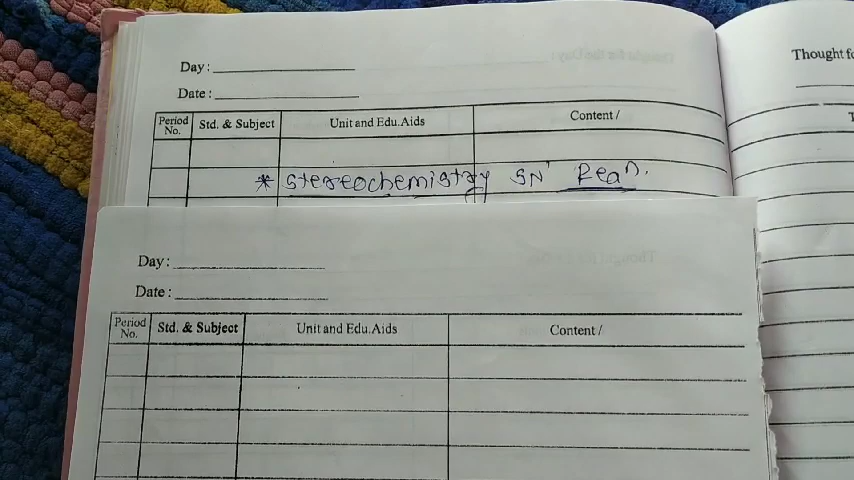 Day :
Thought fo
Date :
Period No. Std. & Subject Unit and Edu.Aids Content /
* Stereochemistry SN¹ Rean.
Day :
Date :
Period No. Std. & Subject Unit and Edu.Aids Content /